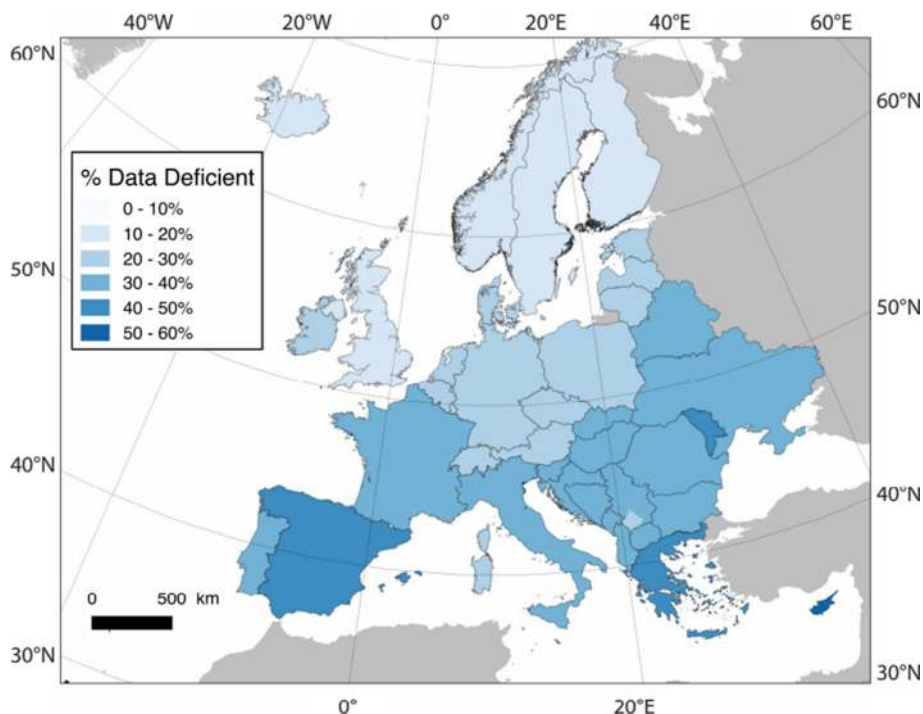 40°W 20°W 0° 20°E 40°E 60°E
60°N
60°N
% Data Deficient
0 - 10%
10 - 20%
20 - 30%
30 - 40%
40 - 50%
50 - 60%
50°N
50°N
40°N
40°N
0 500 km
30°N
30°N
0° 20°E